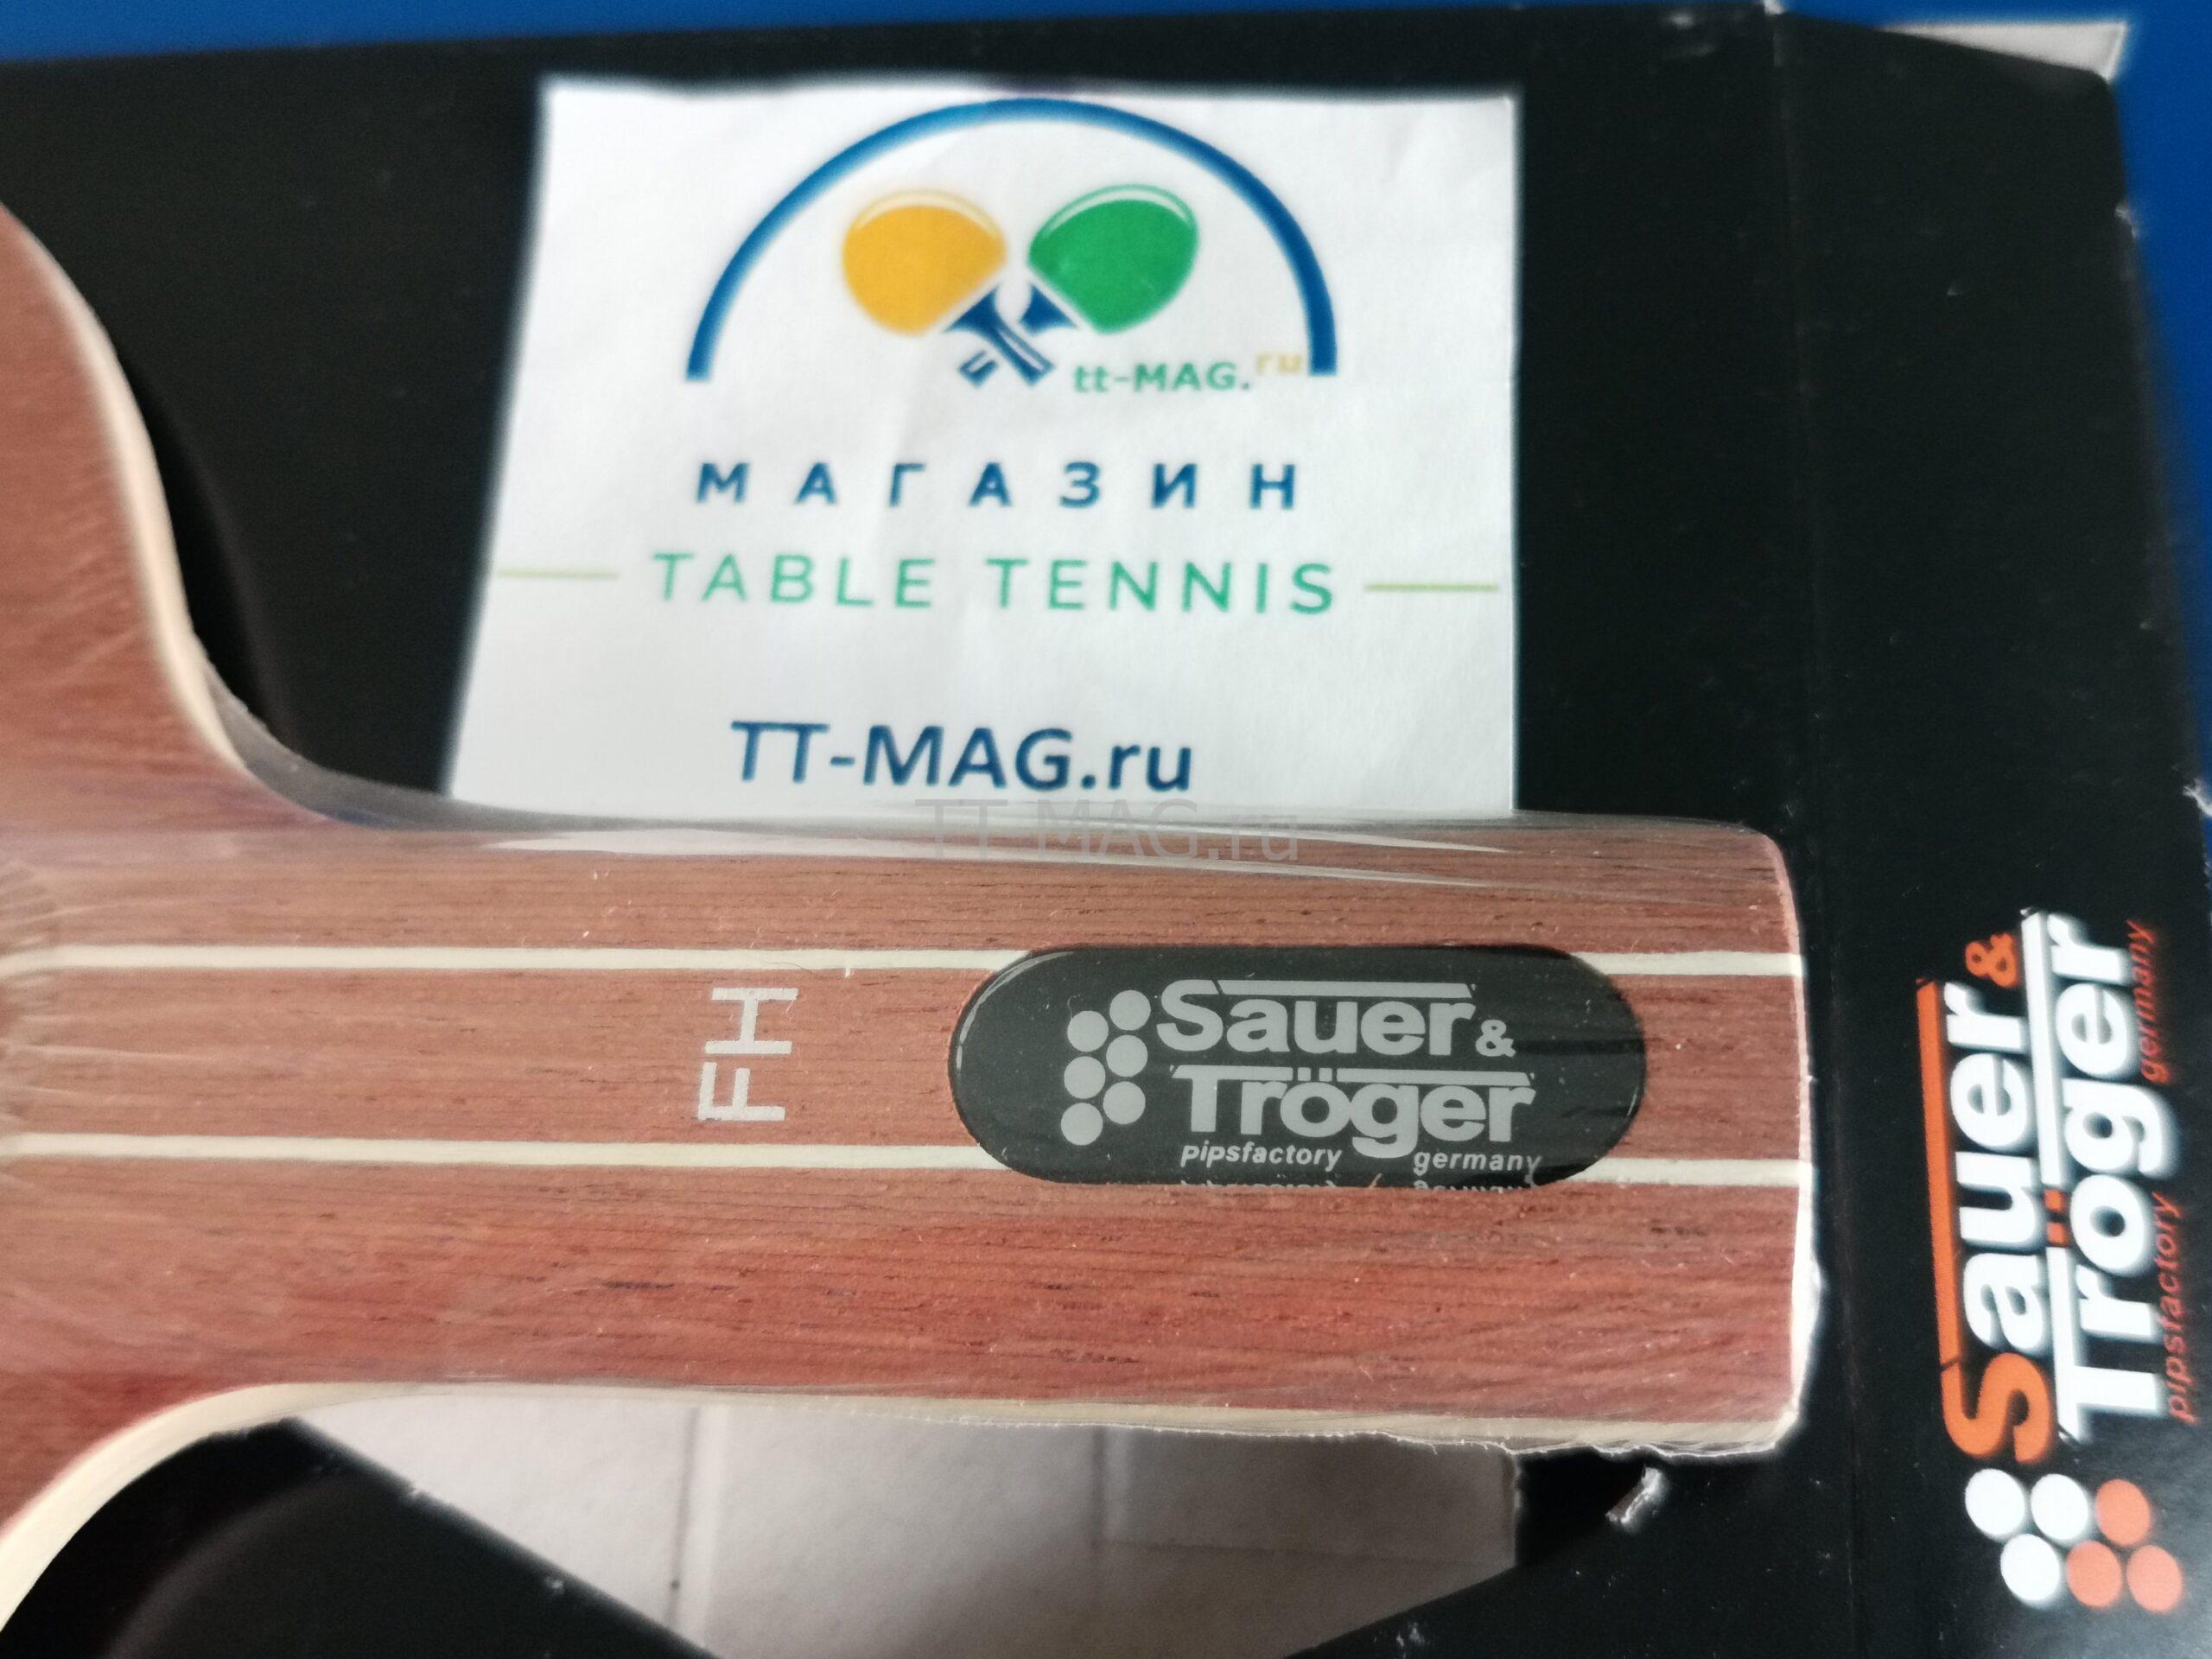 tt-MAG.ru
МАГАЗИН
TABLE TENNIS
TT-MAG.ru
TT-MAG.ru
FH
Sauer &
Tröger
pipsfactory germany
Sauer &
Tröger
pipsfactory germany